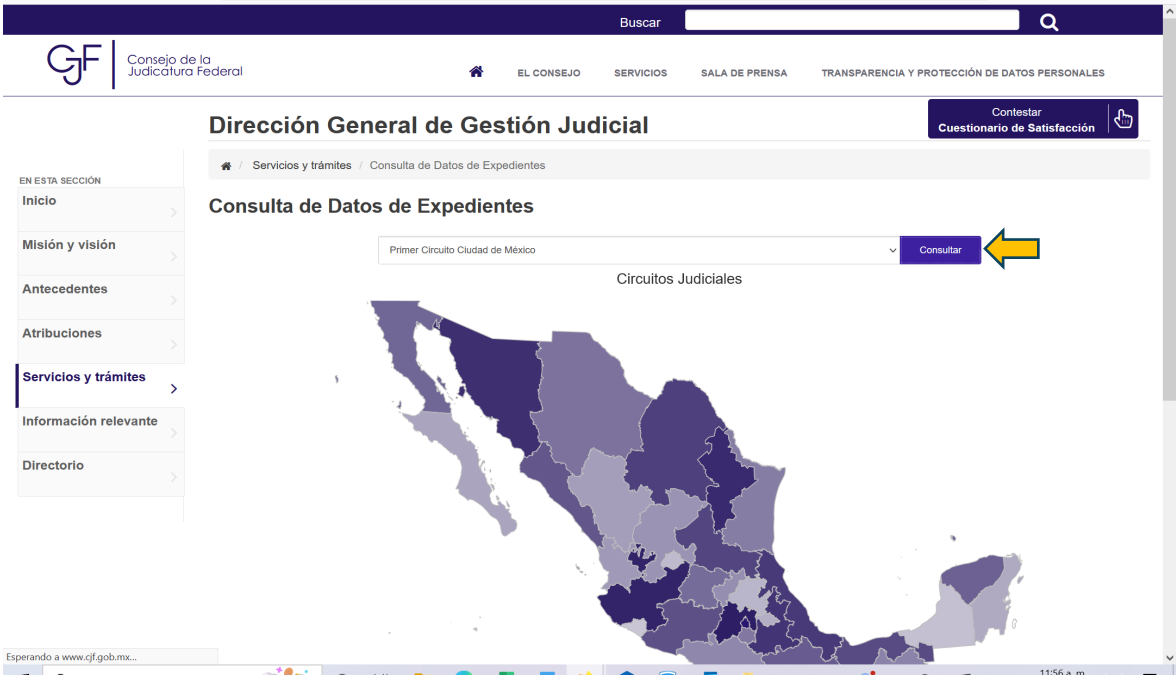 Buscar
CJF
Consejo de la
Judicatura Federal
EL CONSEJO
SERVICIOS
SALA DE PRENSA
TRANSPARENCIA Y PROTECCIÓN DE DATOS PERSONALES
Dirección General de Gestión Judicial
Contestar
Cuestionario de Satisfacción
/ Servicios y trámites / Consulta de Datos de Expedientes
EN ESTA SECCIÓN
Inicio
Misión y visión
Antecedentes
Atribuciones
Servicios y trámites
Información relevante
Directorio
Consulta de Datos de Expedientes
Primer Circuito Ciudad de México
Consultar
Circuitos Judiciales
Esperando a www.cjf.gob.mx...
11:56 a. m.